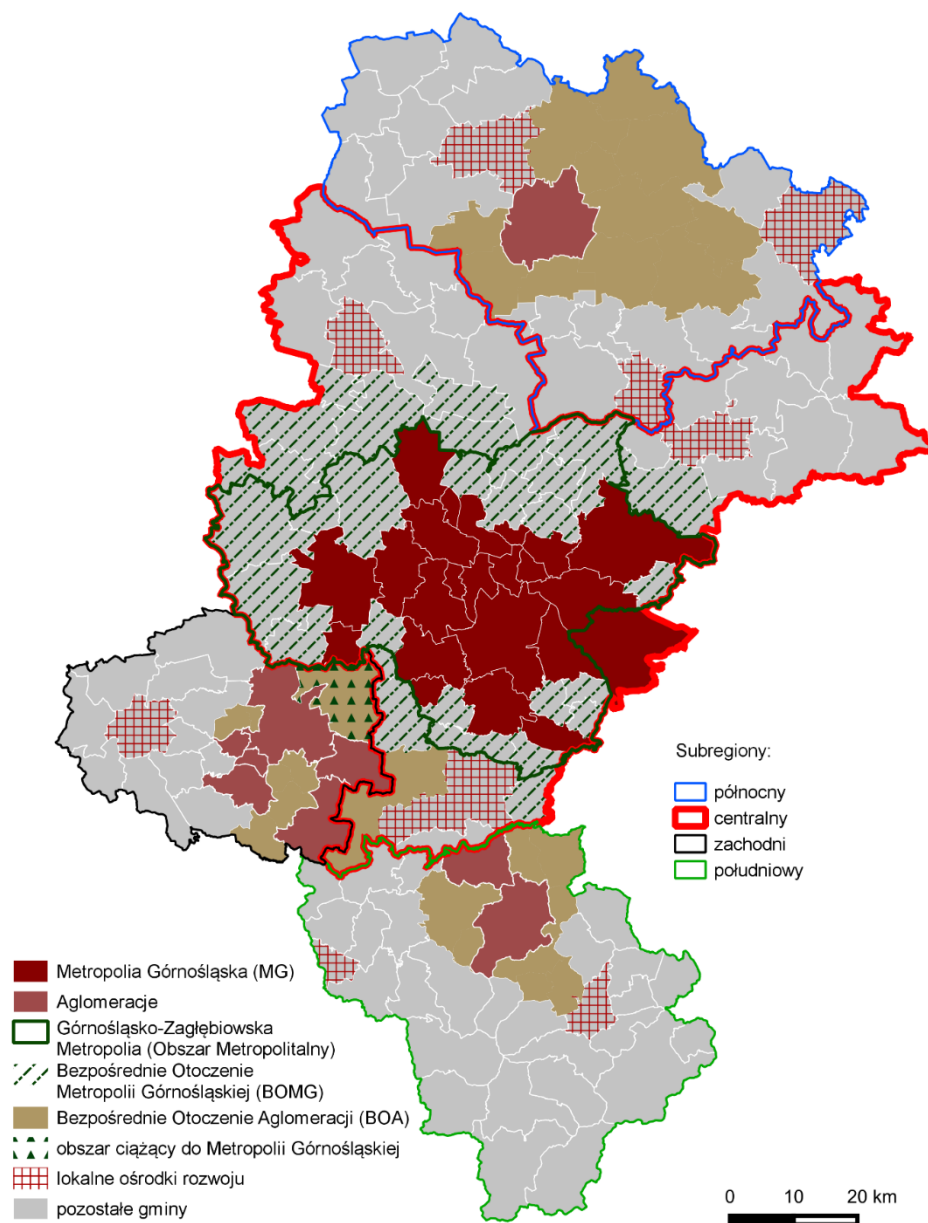 Subregiony:
północny
centralny
zachodni
południowy
Metropolia Górnośląska (MG)
Aglomeracje
Górnośląsko-Zagłębiowska
Metropolia (Obszar Metropolitalny)
Bezpośrednie Otoczenie
Metropolii Górnośląskiej (BOMG)
Bezpośrednie Otoczenie Aglomeracji (BOA)
obszar ciążący do Metropolii Górnośląskiej
lokalne ośrodki rozwoju
pozostałe gminy
0 10 20 km